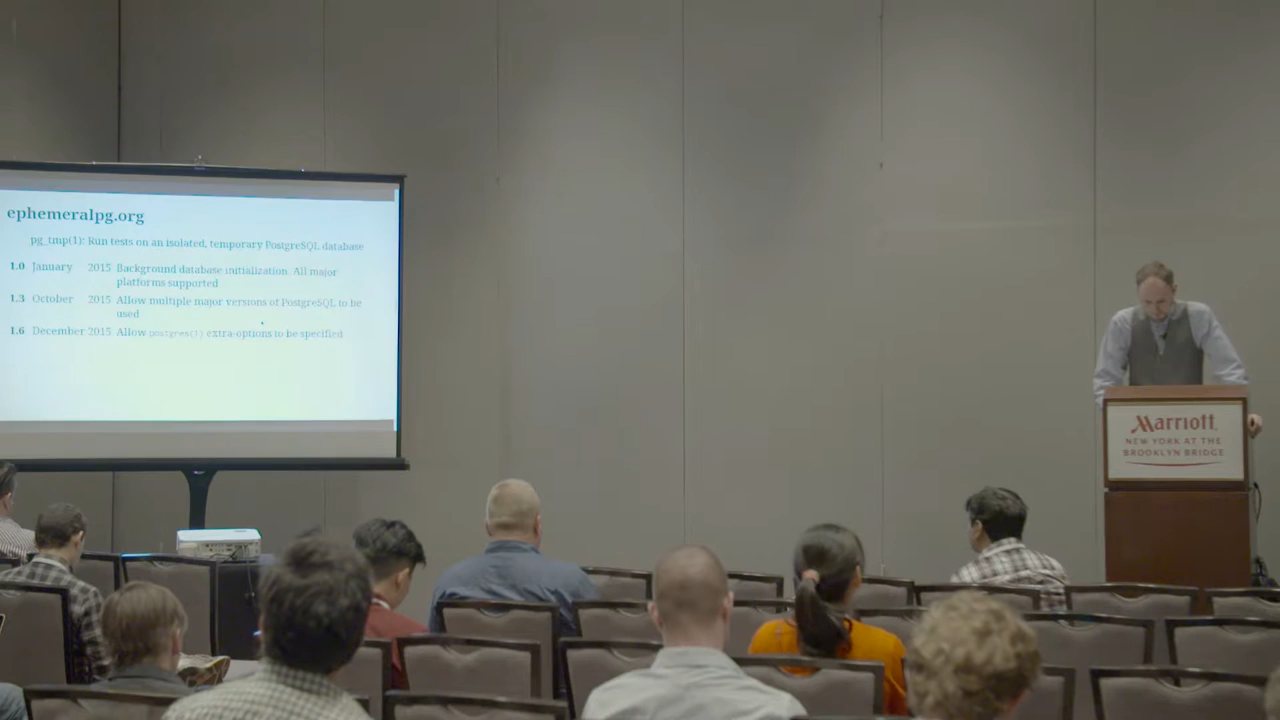 ephemeralpg.org
pg_tmp(1): Run tests on an isolated, temporary PostgreSQL database
1.0 January 2015 Background database initialization. All major
platforms supported
1.3 October 2015 Allow multiple major versions of PostgreSQL to be
used
1.6 December 2015 Allow postgres(1) extra-options to be specified
Marriott
NEW YORK AT THE
BROOKLYN BRIDGE